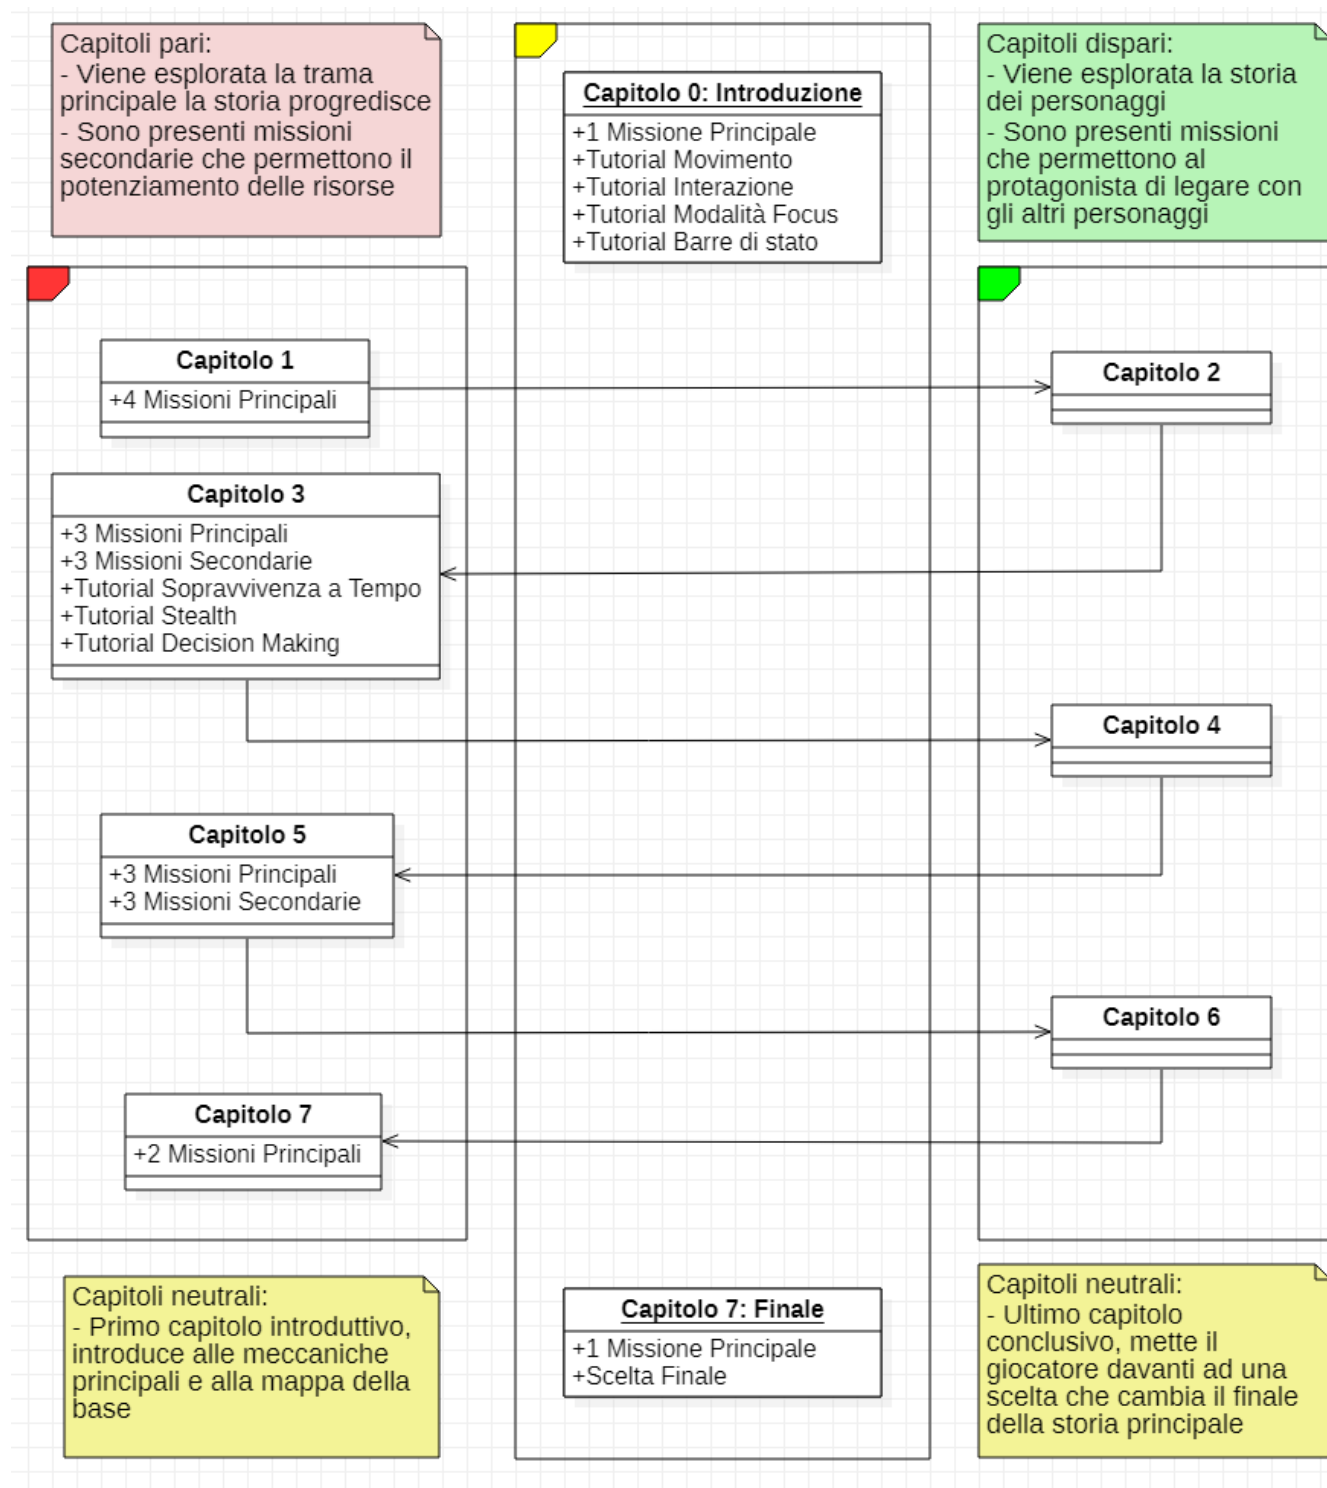 Capitoli pari:
- Viene esplorata la trama
principale la storia progredisce
- Sono presenti missioni
secondarie che permettono il
potenziamento delle risorse
Capitolo 0: Introduzione
+1 Missione Principale
+Tutorial Movimento
+Tutorial Interazione
+Tutorial Modalità Focus
+Tutorial Barre di stato
Capitoli dispari:
- Viene esplorata la storia
dei personaggi
- Sono presenti missioni
che permettono al
protagonista di legare con
gli altri personaggi
Capitolo 1
+4 Missioni Principali
Capitolo 2
Capitolo 3
+3 Missioni Principali
+3 Missioni Secondarie
+Tutorial Sopravvivenza a Tempo
+Tutorial Stealth
+Tutorial Decision Making
Capitolo 4
Capitolo 5
+3 Missioni Principali
+3 Missioni Secondarie
Capitolo 6
Capitolo 7
+2 Missioni Principali
Capitoli neutrali:
- Primo capitolo introduttivo,
introduce alle meccaniche
principali e alla mappa della
base
Capitolo 7: Finale
+1 Missione Principale
+Scelta Finale
Capitoli neutrali:
- Ultimo capitolo
conclusivo, mette il
giocatore davanti ad una
scelta che cambia il finale
della storia principale